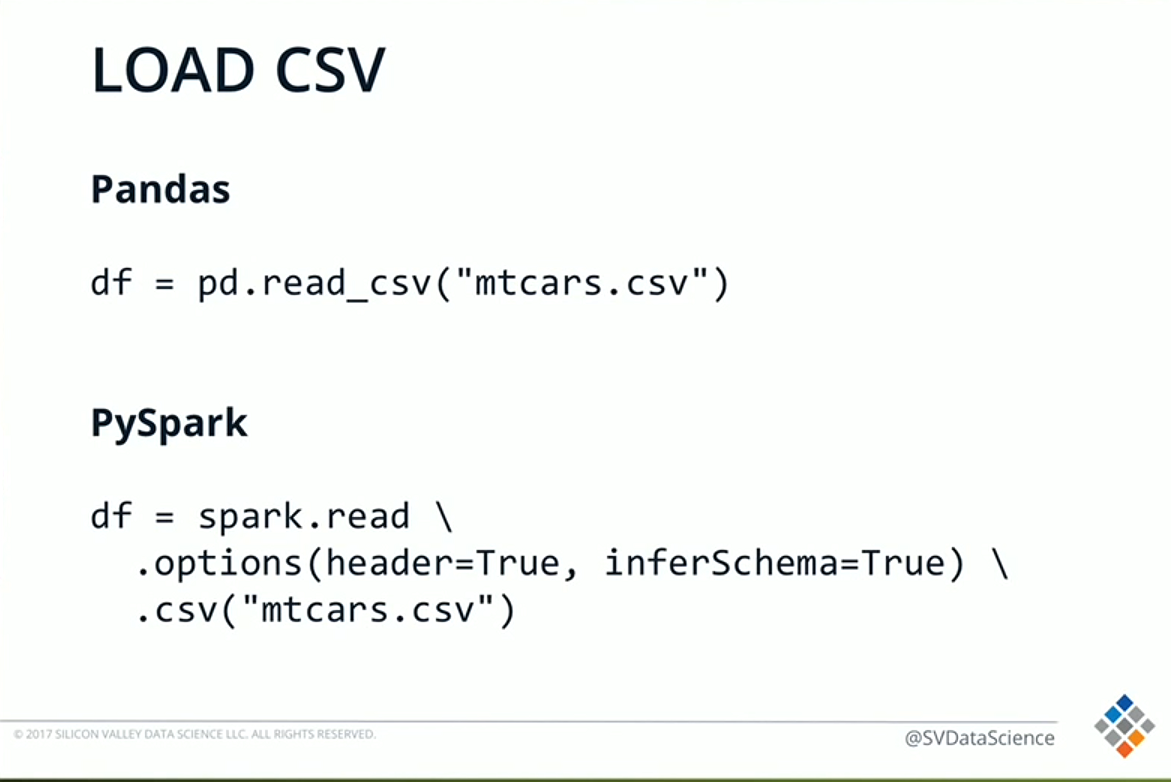 LOAD CSV
Pandas
df = pd.read_csv("mtcars.csv")
PySpark
df = spark.read \
.options(header=True, inferSchema=True) \
.csv("mtcars.csv")
© 2017 SILICON VALLEY DATA SCIENCE LLC. ALL RIGHTS RESERVED.
@SVDataScience